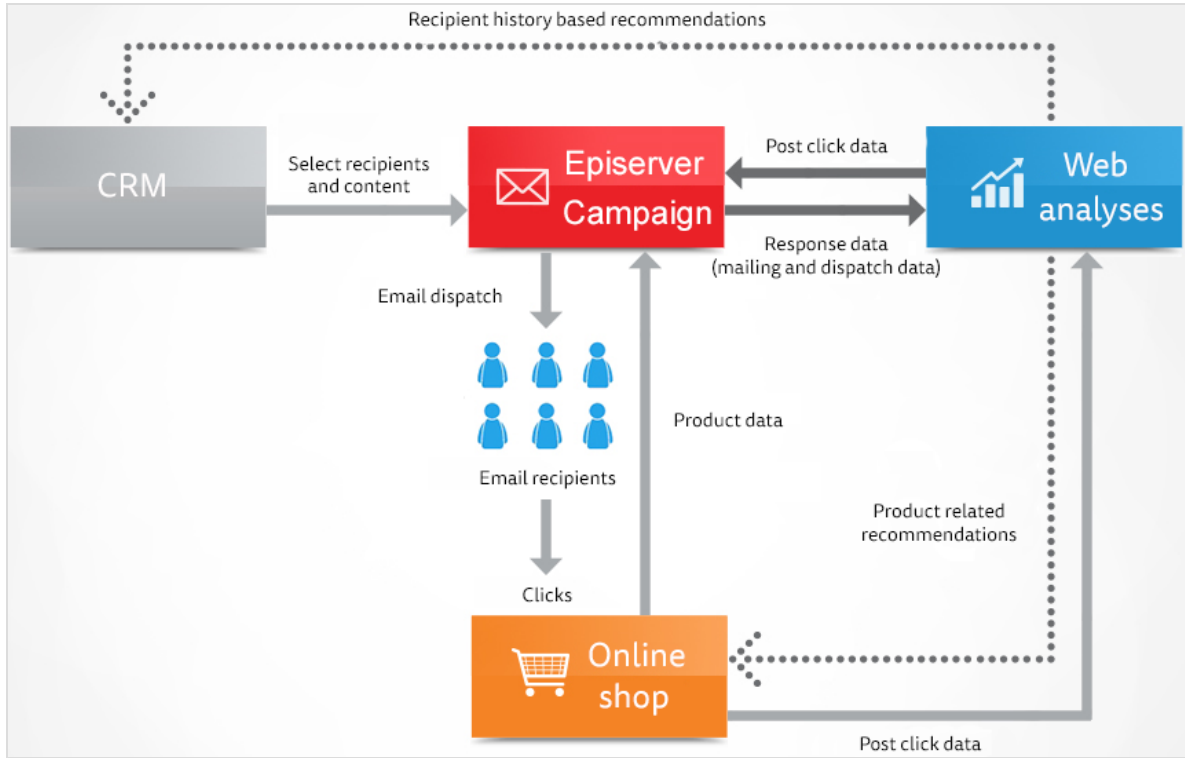 Recipient history based recommendations
CRM
Select recipients
and content
Episerver
Campaign
Post click data
Web
analyses
Response data
(mailing and dispatch data)
Email dispatch
Product data
Email recipients
Product related
recommendations
Clicks
Online
shop
Post click data